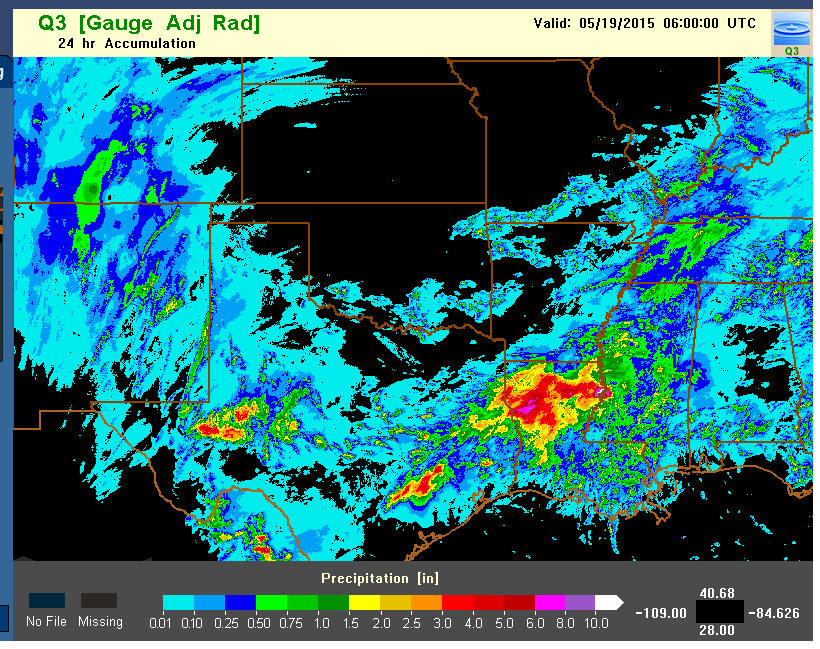 Q3 [Gauge Adj Rad]
24 hr Accumulation
Valid: 05/19/2015 06:00:00 UTC
Q3
g
Precipitation [in]
No File Missing
0.01 0.10 0.25 0.50 0.75 1.0 1.5 2.0 2.5 3.0 4.0 5.0 6.0 8.0 10.0
40.68
-109.00 -84.626
28.00